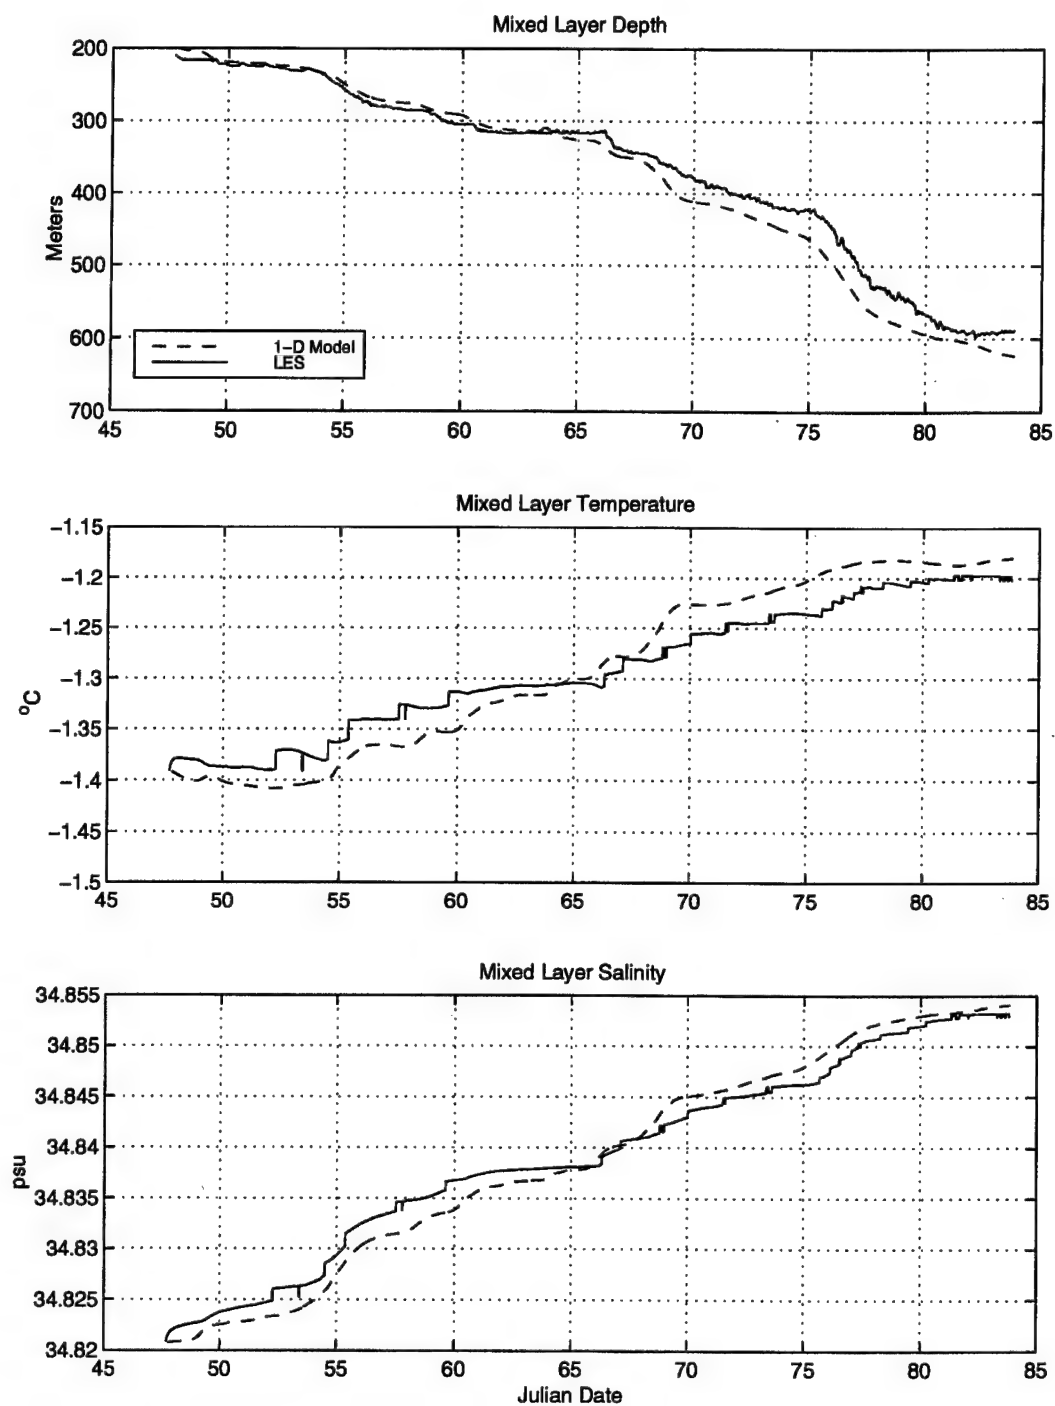 Mixed Layer Depth
200
300
400
500
600
700
Meters
1-D Model
LES
45 50 55 60 65 70 75 80 85
Mixed Layer Temperature
-1.15
-1.2
-1.25
-1.3
-1.35
-1.4
-1.45
-1.5
oC
45 50 55 60 65 70 75 80 85
Mixed Layer Salinity
34.855
34.85
34.845
34.84
34.835
34.83
34.825
34.82
psu
45 50 55 60 65 70 75 80 85
Julian Date